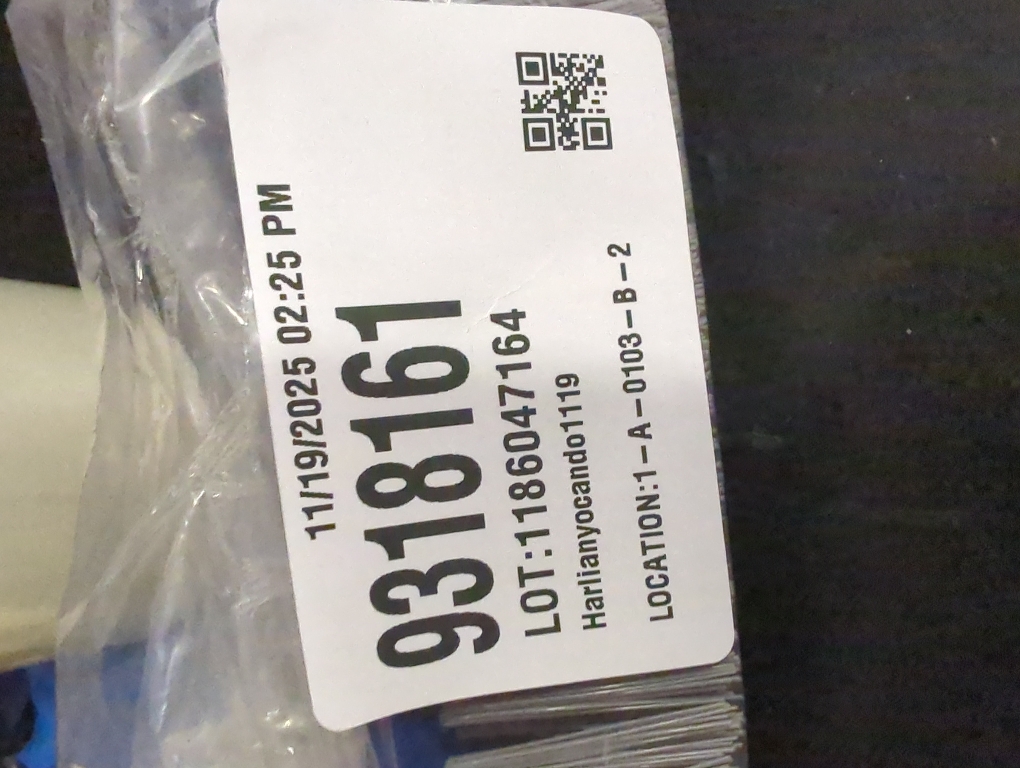 11/19/2025 02:25 PM
9318161
LOT:1186047164
Harlianyocando1119
LOCATION:1-A-0103-B-2